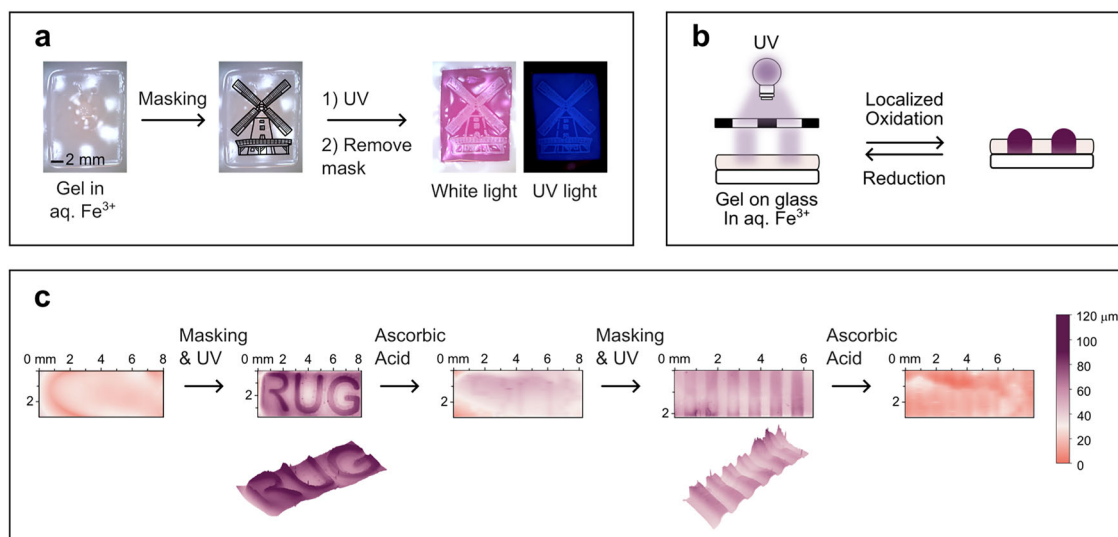 a
Masking
1) UV
2) Remove
mask
2 mm
Gel in
aq. Fe³⁺
White light
UV light
b
UV
Localized
Oxidation
Reduction
Gel on glass
In aq. Fe³⁺
c
0 mm 2 4 6 8
2
Masking
& UV
0 mm 2 4 6 8
2
RUG
RUG
Ascorbic
Acid
0 mm 2 4 6 8
2
Masking
& UV
0 mm 2 4 6
2
Ascorbic
Acid
0 mm 2 4 6
2
120 μm
100
80
60
40
20
0